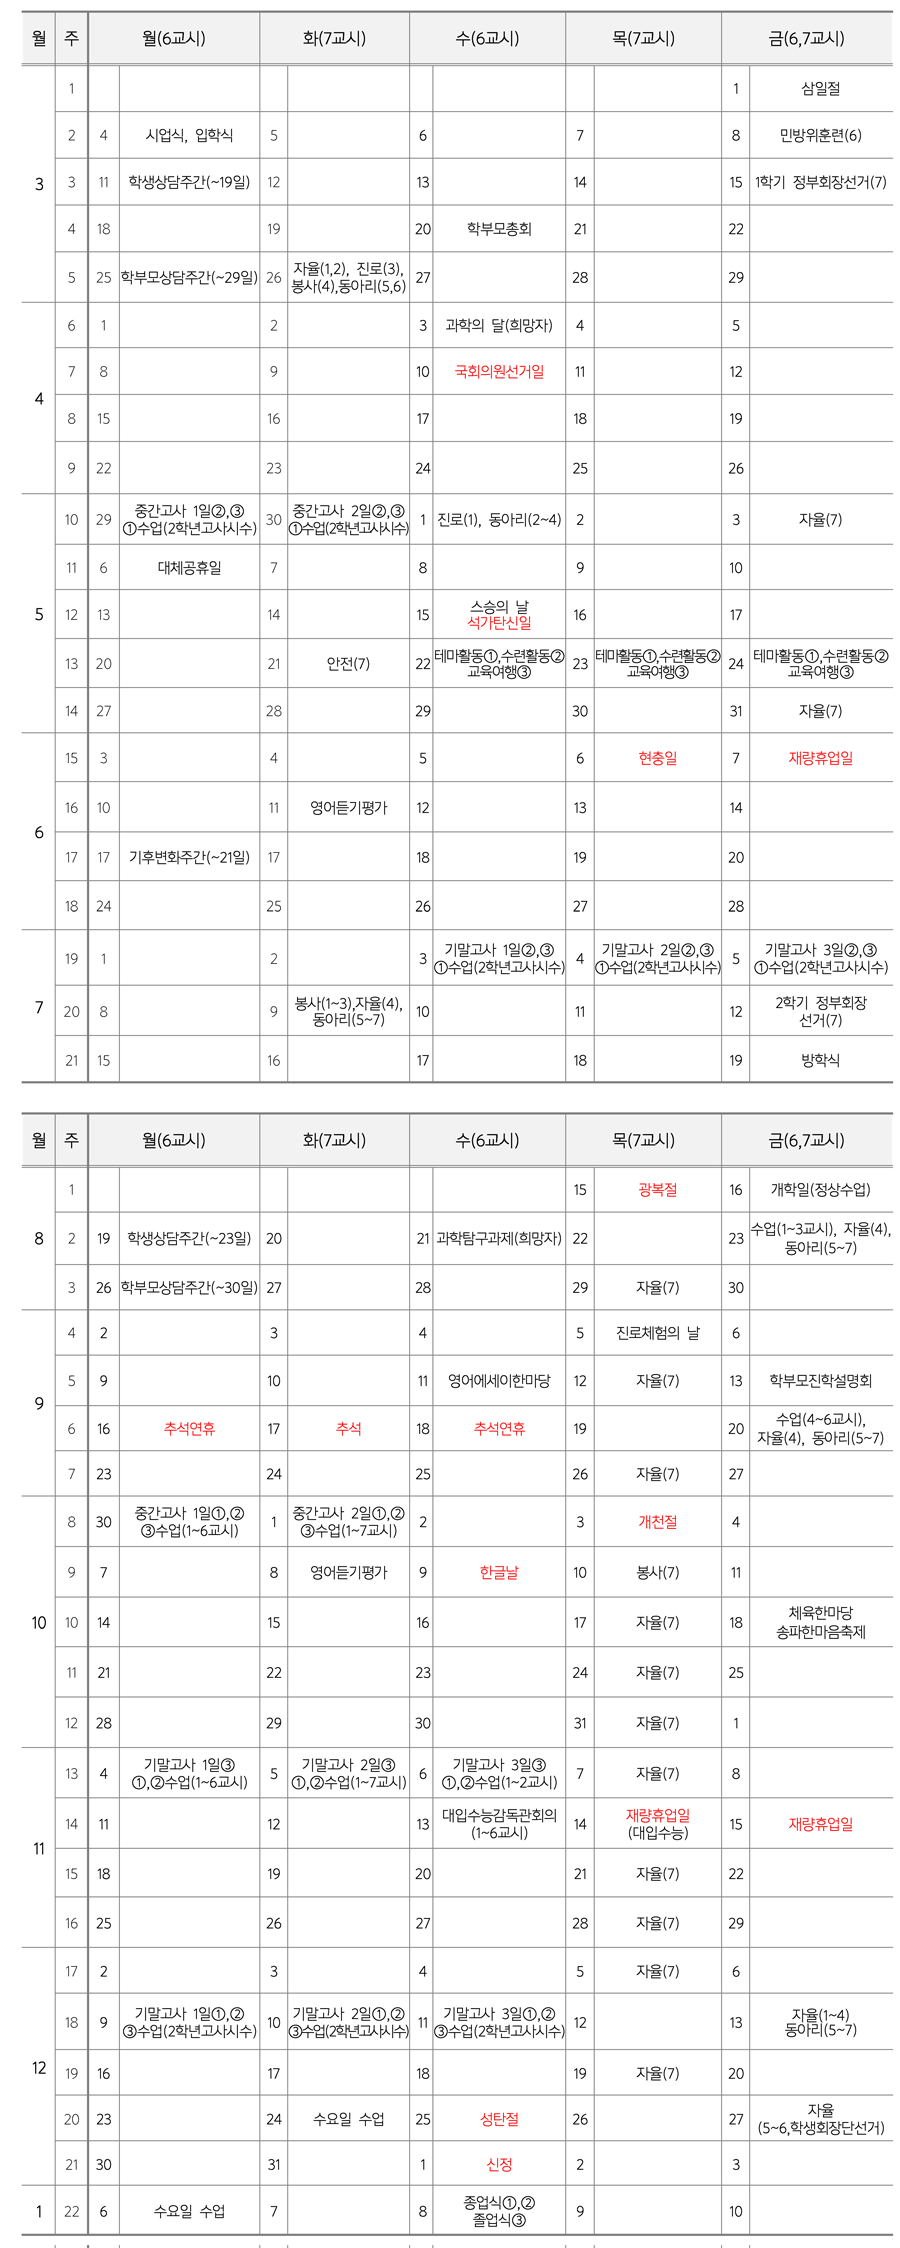 월 주 월(6교시) 화(7교시) 수(6교시) 목(7교시) 금(6,7교시)
3
1 1 삼일절
2 4 시업식, 입학식 5 6 7 8 민방위훈련(6)
3 11 학생상담주간(~19일) 12 13 14 15 1학기 정부회장선거(7)
4 18 19 20 학부모총회 21 22
5 25 학부모상담주간(~29일) 26 자율(1,2), 진로(3),
봉사(4),동아리(5,6) 27 28 29
4
6 1 2 3 과학의 달(희망자) 4 5
7 8 9 10 국회의원선거일 11 12
8 15 16 17 18 19
9 22 23 24 25 26
5
10 29 중간고사 1일②,③
①수업(2학년고사시수) 30 중간고사 2일②,③
①수업(2학년고사시수) 1 진로(1), 동아리(2~4) 2 3 자율(7)
11 6 대체공휴일 7 8 9 10
12 13 14 15 스승의 날
석가탄신일 16 17
13 20 21 안전(7) 22 테마활동①,수련활동②
교육여행③ 23 테마활동①,수련활동②
교육여행③ 24 테마활동①,수련활동②
교육여행③
14 27 28 29 30 31 자율(7)
6
15 3 4 5 6 현충일 7 재량휴업일
16 10 11 영어듣기평가 12 13 14
17 17 기후변화주간(~21일) 17 18 19 20
18 24 25 26 27 28
7
19 1 2 3 기말고사 1일②,③
①수업(2학년고사시수) 4 기말고사 2일②,③
①수업(2학년고사시수) 5 기말고사 3일②,③
①수업(2학년고사시수)
20 8 9 봉사(1~3),자율(4),
동아리(5~7) 10 11 12 2학기 정부회장
선거(7)
21 15 16 17 18 19 방학식
월 주 월(6교시) 화(7교시) 수(6교시) 목(7교시) 금(6,7교시)
8
1 15 광복절 16 개학일(정상수업)
2 19 학생상담주간(~23일) 20 21 과학탐구과제(희망자) 22 23 수업(1~3교시), 자율(4),
동아리(5~7)
3 26 학부모상담주간(~30일) 27 28 29 자율(7) 30
9
4 2 3 4 5 진로체험의 날 6
5 9 10 11 영어에세이한마당 12 자율(7) 13 학부모진학설명회
6 16 추석연휴 17 추석 18 추석연휴 19 20 수업(4~6교시),
자율(4), 동아리(5~7)
7 23 24 25 26 자율(7) 27
10
8 30 중간고사 1일①,②
③수업(1~6교시) 1 중간고사 2일①,②
③수업(1~7교시) 2 3 개천절 4
9 7 8 영어듣기평가 9 한글날 10 봉사(7) 11
10 14 15 16 17 자율(7) 18 체육한마당
송파한마음축제
11 21 22 23 24 자율(7) 25
12 28 29 30 31 자율(7) 1
11
13 4 기말고사 1일③
①,②수업(1~6교시) 5 기말고사 2일③
①,②수업(1~7교시) 6 기말고사 3일③
①,②수업(1~2교시) 7 자율(7) 8
14 11 12 13 대입수능감독관회의
(1~6교시) 14 재량휴업일
(대입수능) 15 재량휴업일
15 18 19 20 21 자율(7) 22
16 25 26 27 28 자율(7) 29
12
17 2 3 4 5 자율(7) 6
18 9 기말고사 1일①,②
③수업(2학년고사시수) 10 기말고사 2일①,②
③수업(2학년고사시수) 11 기말고사 3일①,②
③수업(2학년고사시수) 12 13 자율(1~4)
동아리(5~7)
19 16 17 18 19 자율(7) 20
20 23 24 수요일 수업 25 성탄절 26 27 자율
(5~6,학생회장단선거)
21 30 31 1 신정 2 3
1
22 6 수요일 수업 7 8 종업식①,②
졸업식③ 9 10